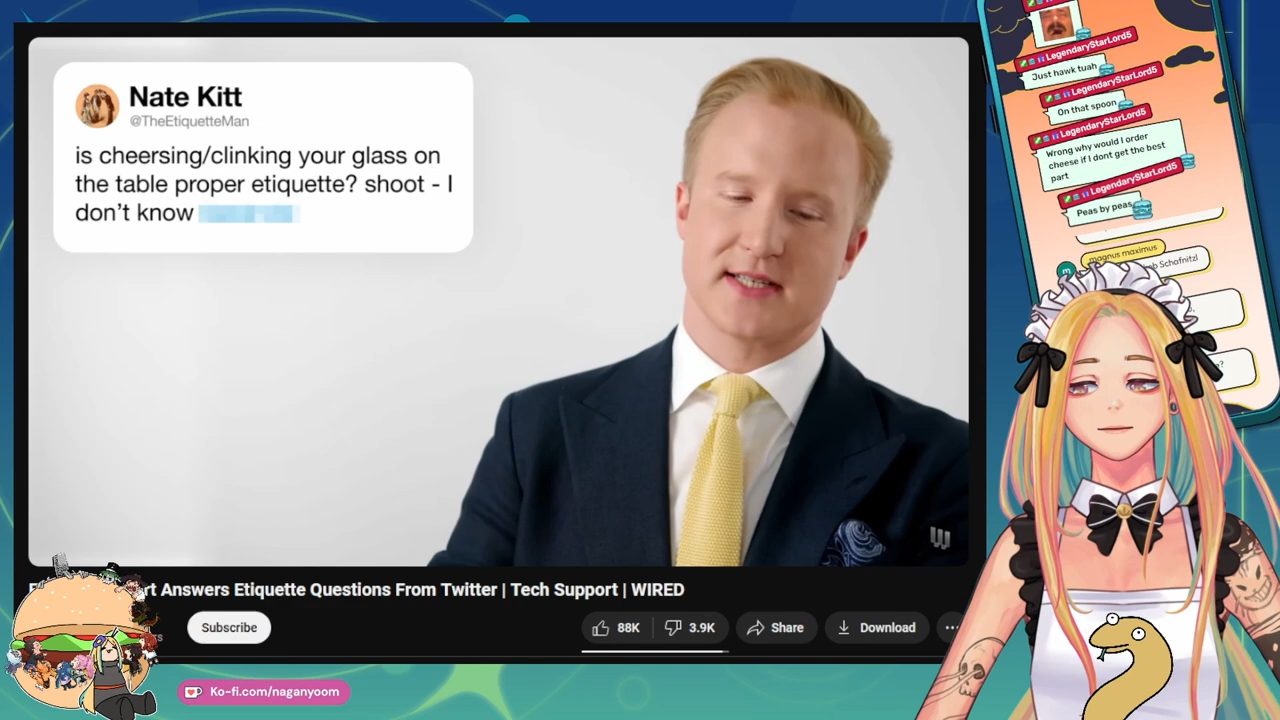 Nate Kitt
@TheEtiquetteMan
is cheersing/clinking your glass on
the table proper etiquette? shoot - I
don't know
Answers Etiquette Questions From Twitter | Tech Support | WIRED
Subscribe
88K
3.9K
Share
Download
Ko-fi.com/naganyoom
LegendaryStarLord5
Just hawk tuah
LegendaryStarLord5
On that spoon
LegendaryStarLord5
Wrong why would I order
cheese if I dont get the best
part
LegendaryStarLord5
Peas by peas
magnus maximus
Schafnitzl